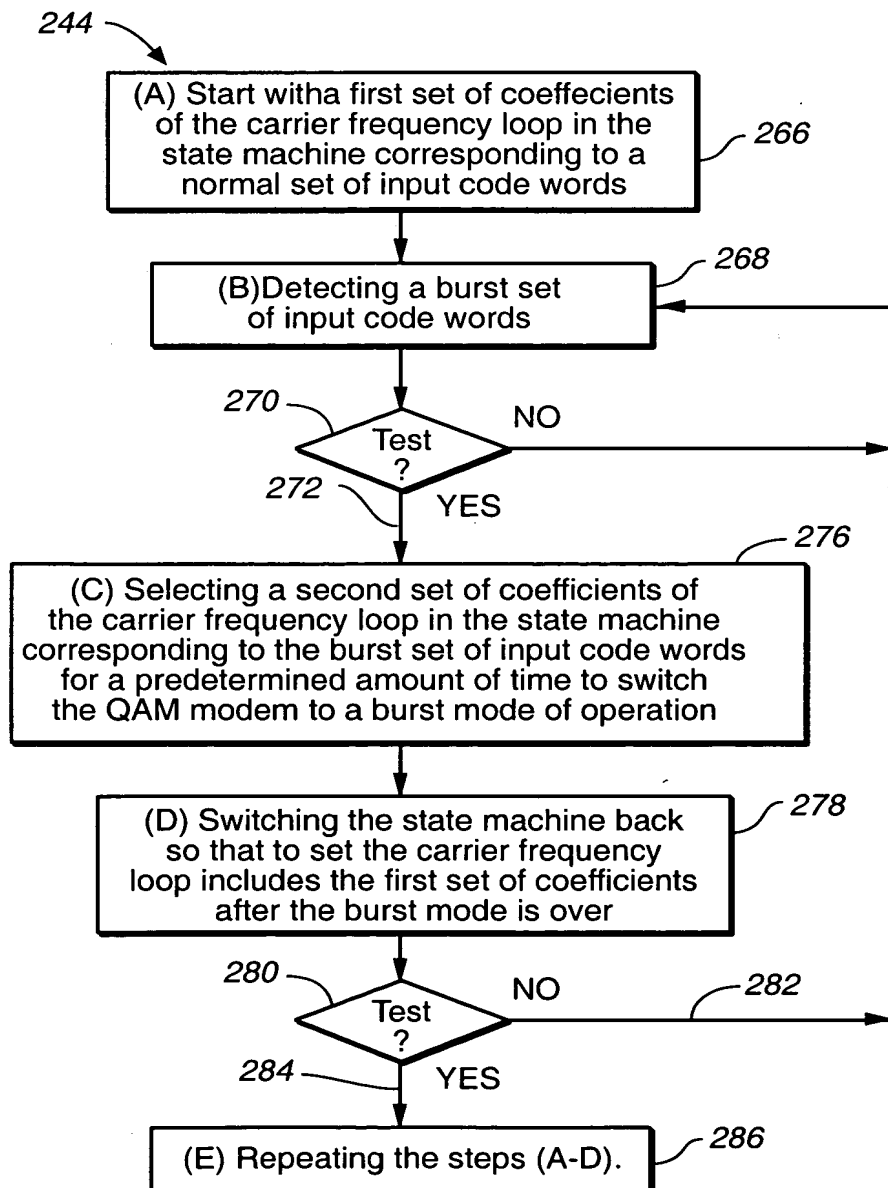 244
(A) Start witha first set of coeffecients
of the carrier frequency loop in the
state machine corresponding to a
normal set of input code words
266
268
(B)Detecting a burst set
of input code words
270
NO
Test
?
272
YES
276
(C) Selecting a second set of coefficients of
the carrier frequency loop in the state machine
corresponding to the burst set of input code words
for a predetermined amount of time to switch
the QAM modem to a burst mode of operation
278
(D) Switching the state machine back
so that to set the carrier frequency
loop includes the first set of coefficients
after the burst mode is over
280
NO
282
Test
?
284
YES
286
(E) Repeating the steps (A-D).